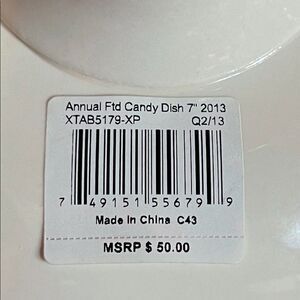 Annual Ftd Candy Dish 7" 2013
XTAB5179-XP Q2/13
7 49151 55679 9
Made In China C43
MSRP $ 50.00